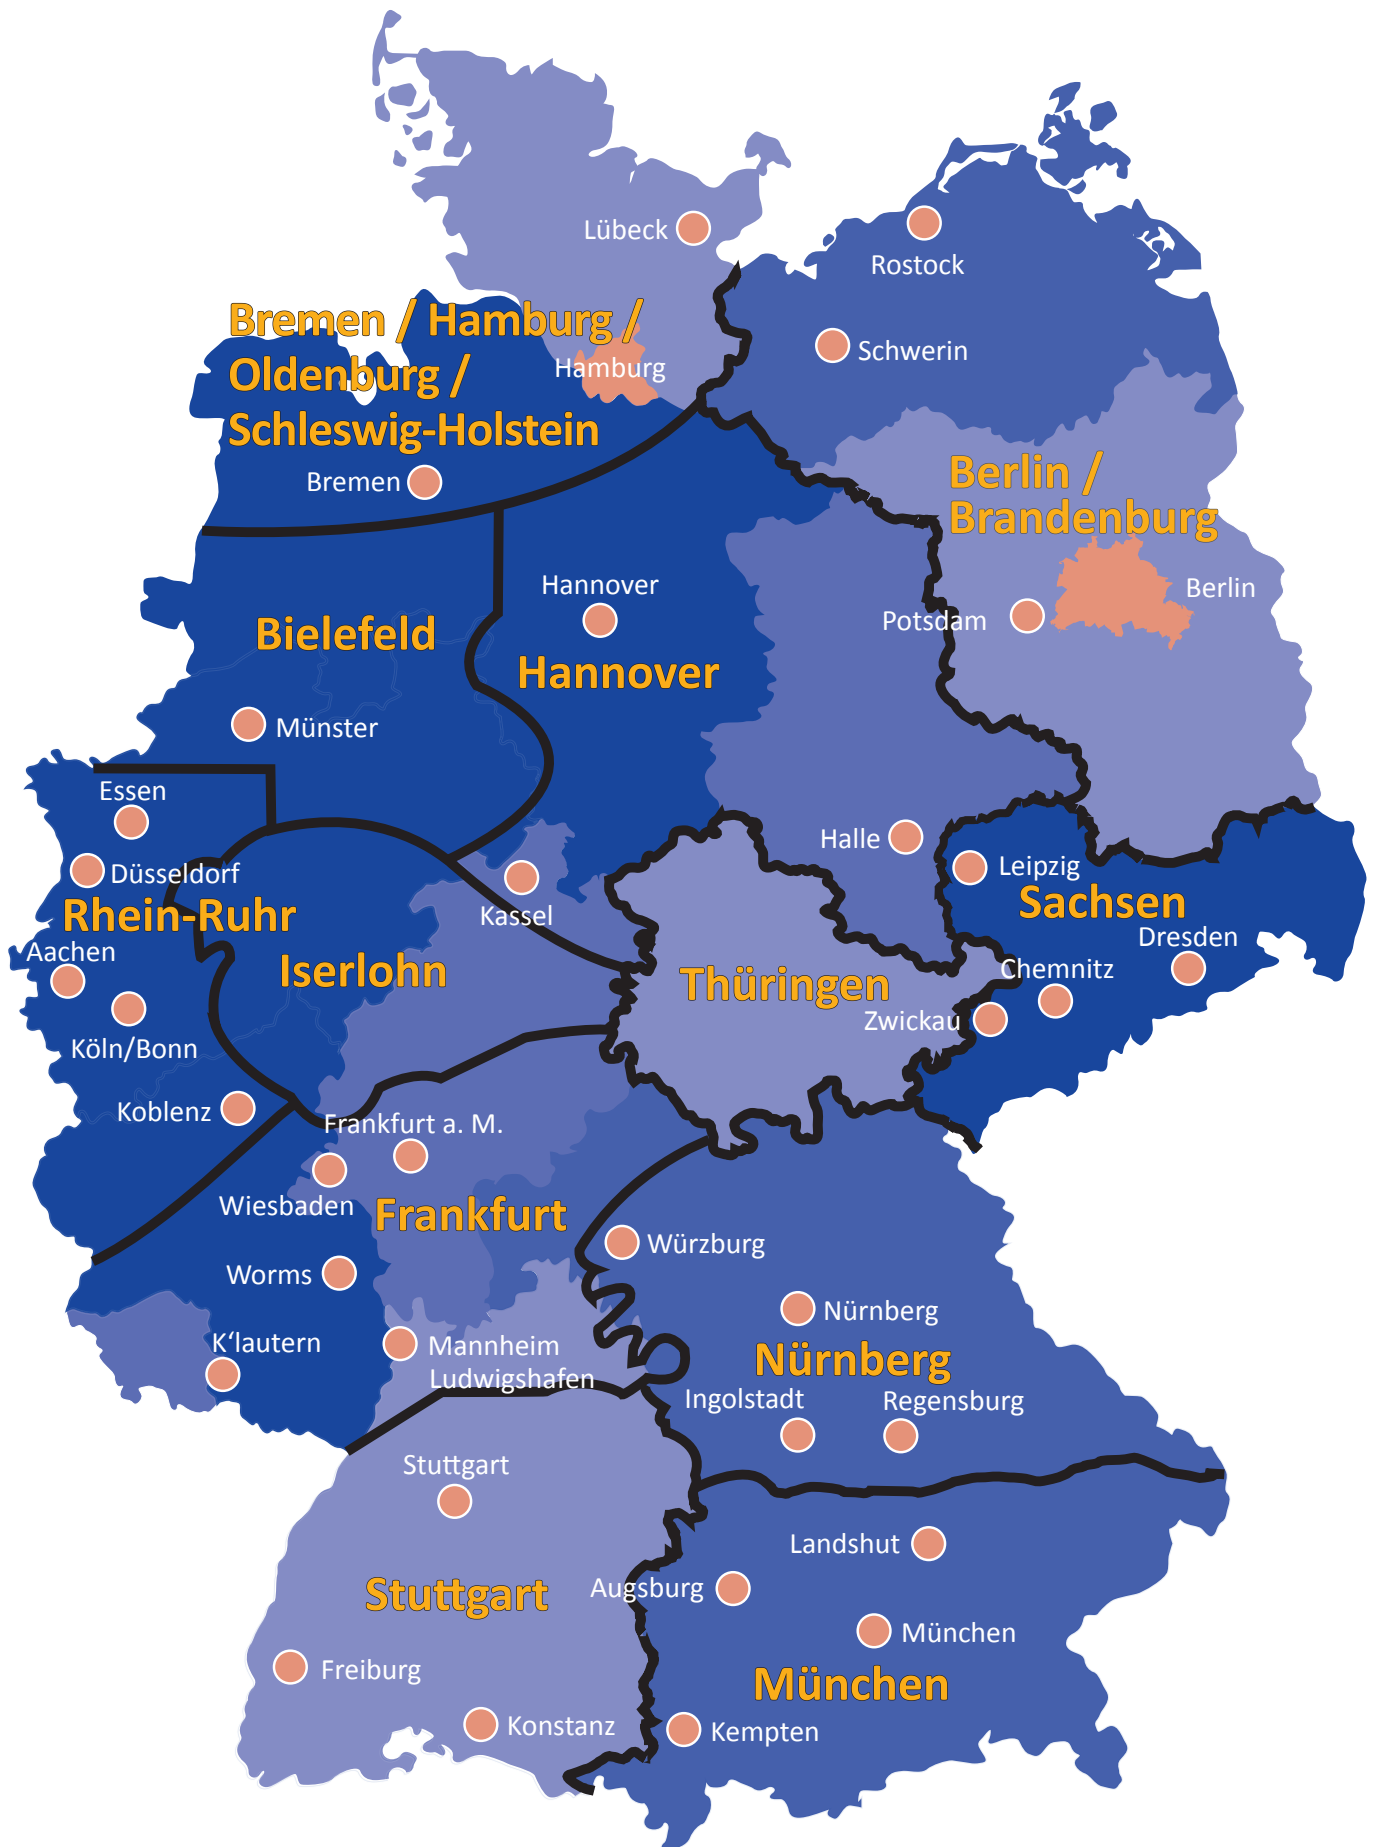 Lübeck
Rostock
Bremen / Hamburg /
Oldenburg /
Schleswig-Holstein
Schwerin
Hamburg
Bremen
Berlin /
Brandenburg
Hannover
Berlin
Potsdam
Bielefeld
Hannover
Münster
Essen
Halle
Leipzig
Düsseldorf
Sachsen
Rhein-Ruhr
Kassel
Dresden
Aachen
Iserlohn
Chemnitz
Thüringen
Zwickau
Köln/Bonn
Koblenz
Frankfurt a. M.
Wiesbaden
Frankfurt
Würzburg
Worms
Nürnberg
K‘lautern
Mannheim
Ludwigshafen
Nürnberg
Ingolstadt
Regensburg
Stuttgart
Landshut
Augsburg
Stuttgart
München
Freiburg
München
Konstanz
Kempten